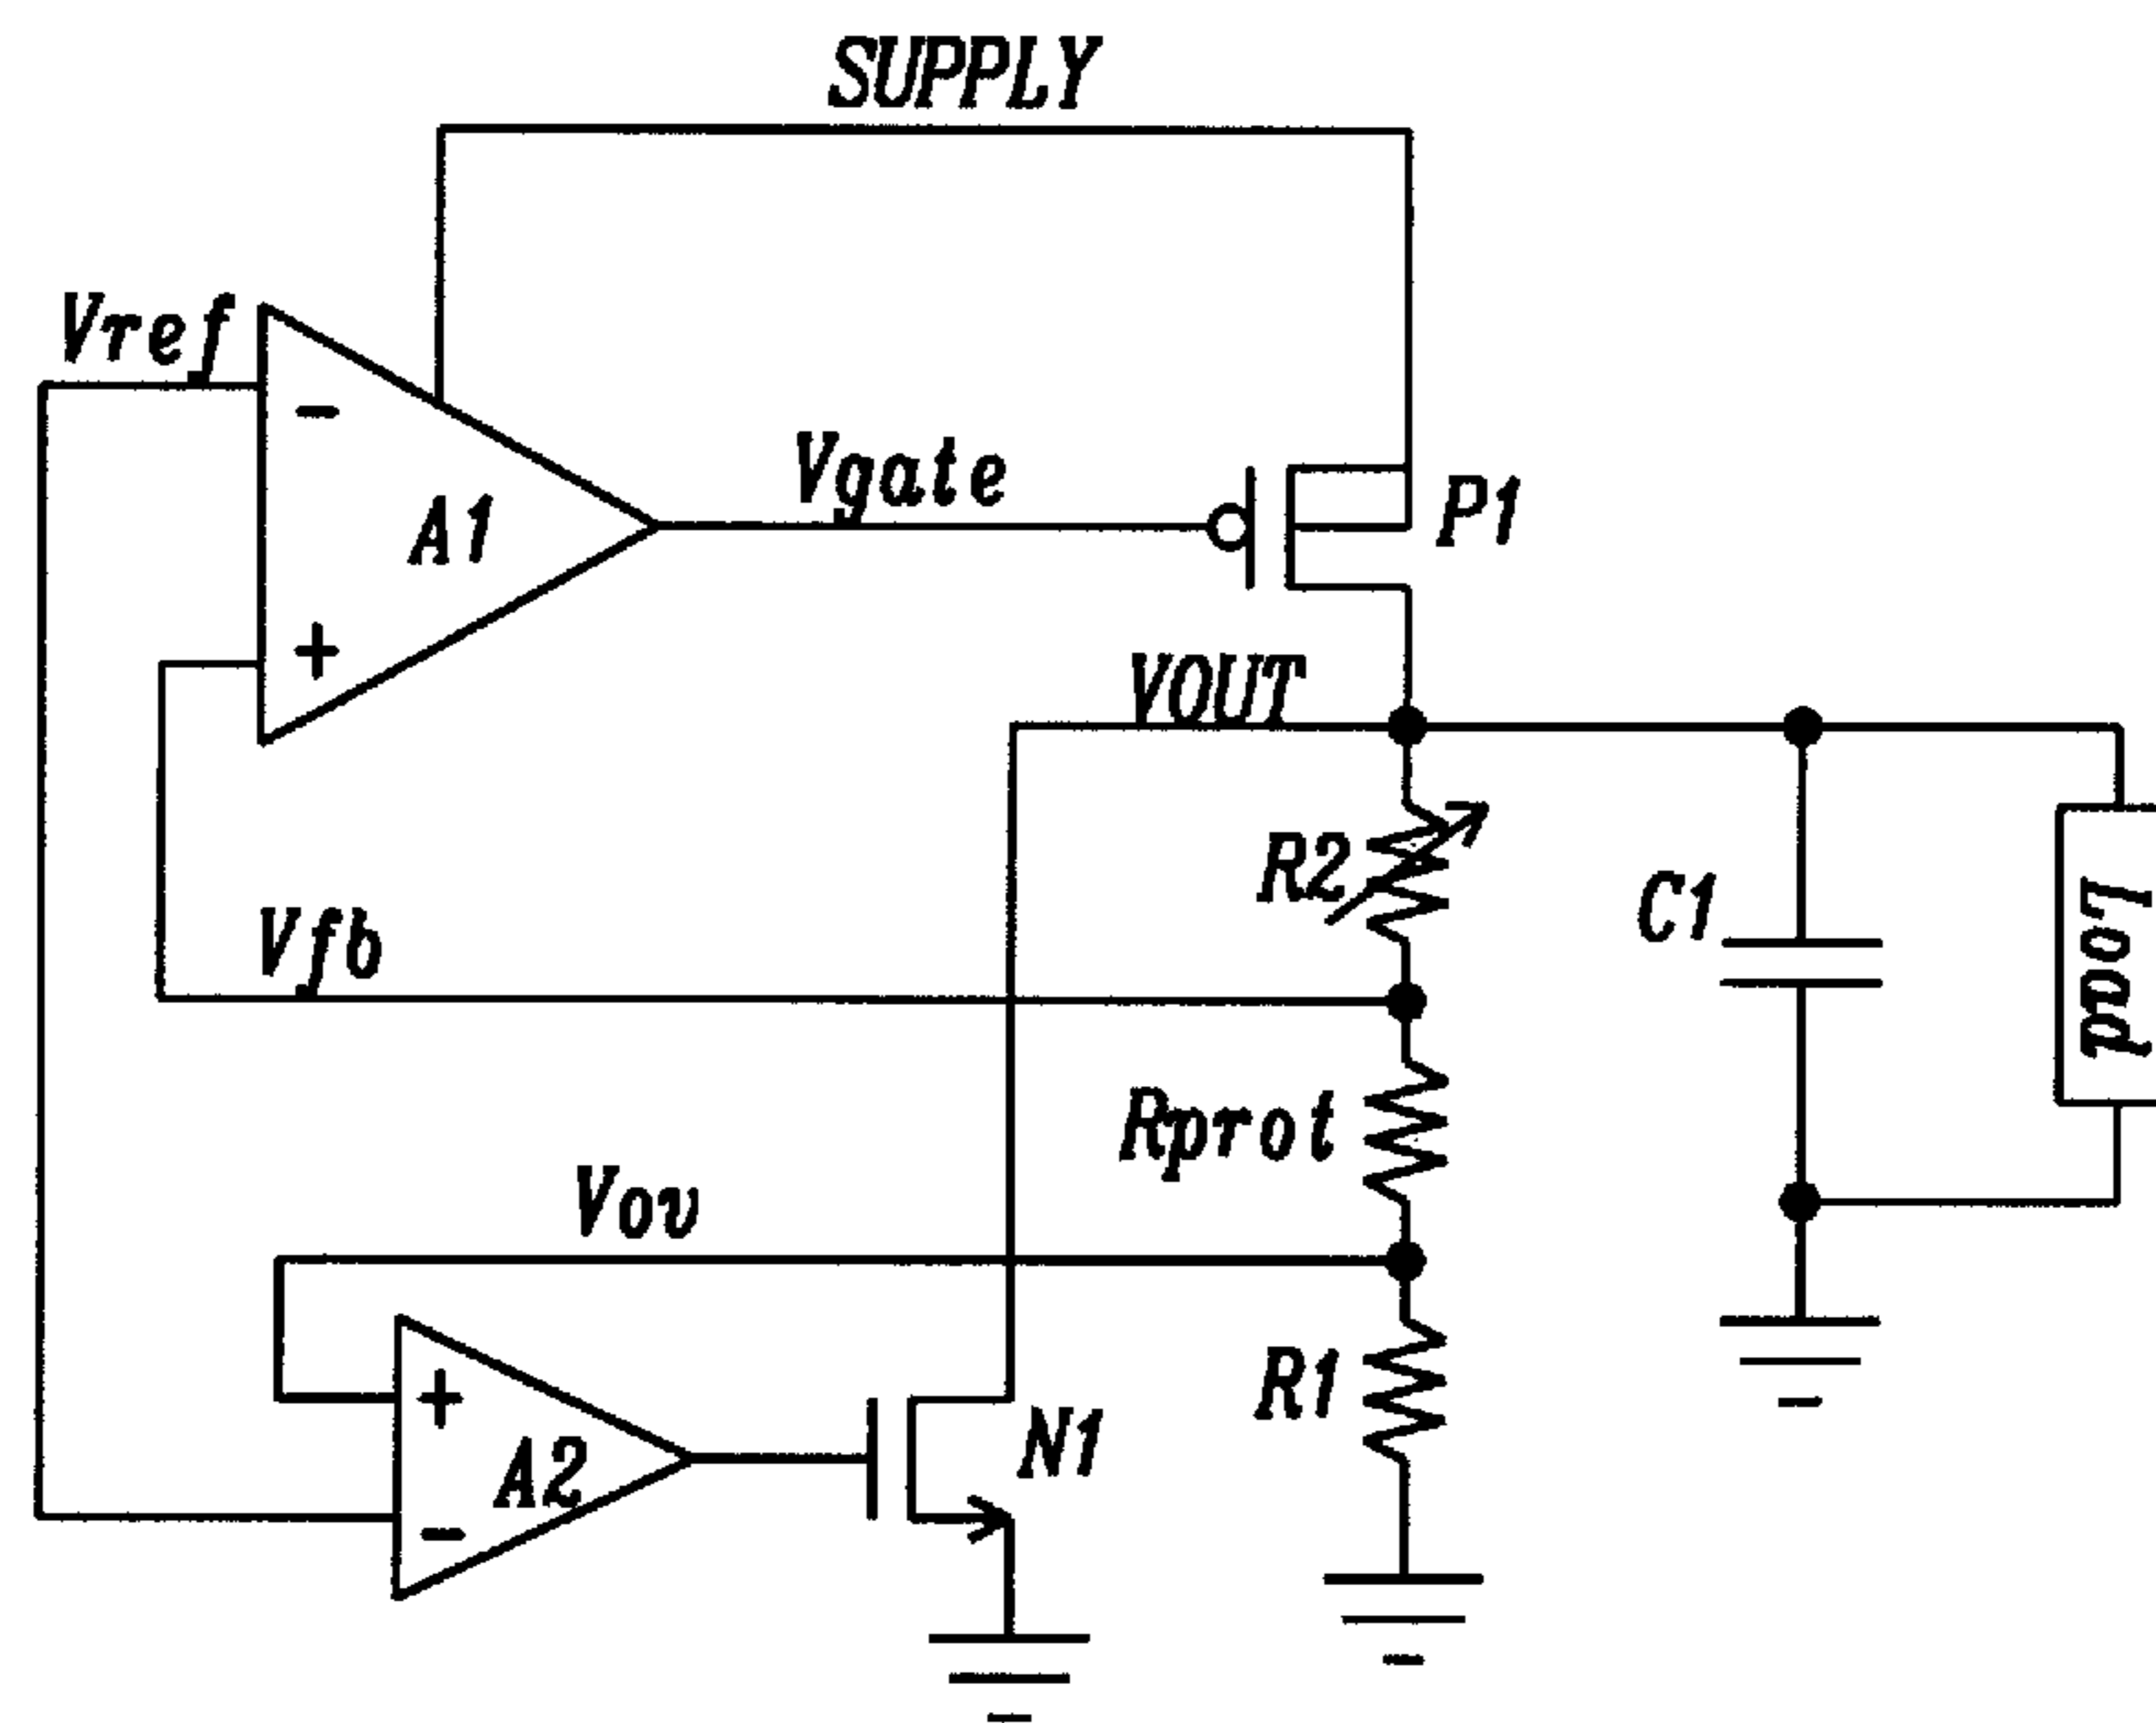 SUPPLY
Vref
-
A1
+
Vgate
P1
VOUT
R2
C1
Load
Vfb
Rprot
Vov
+
A2
-
N1
R1